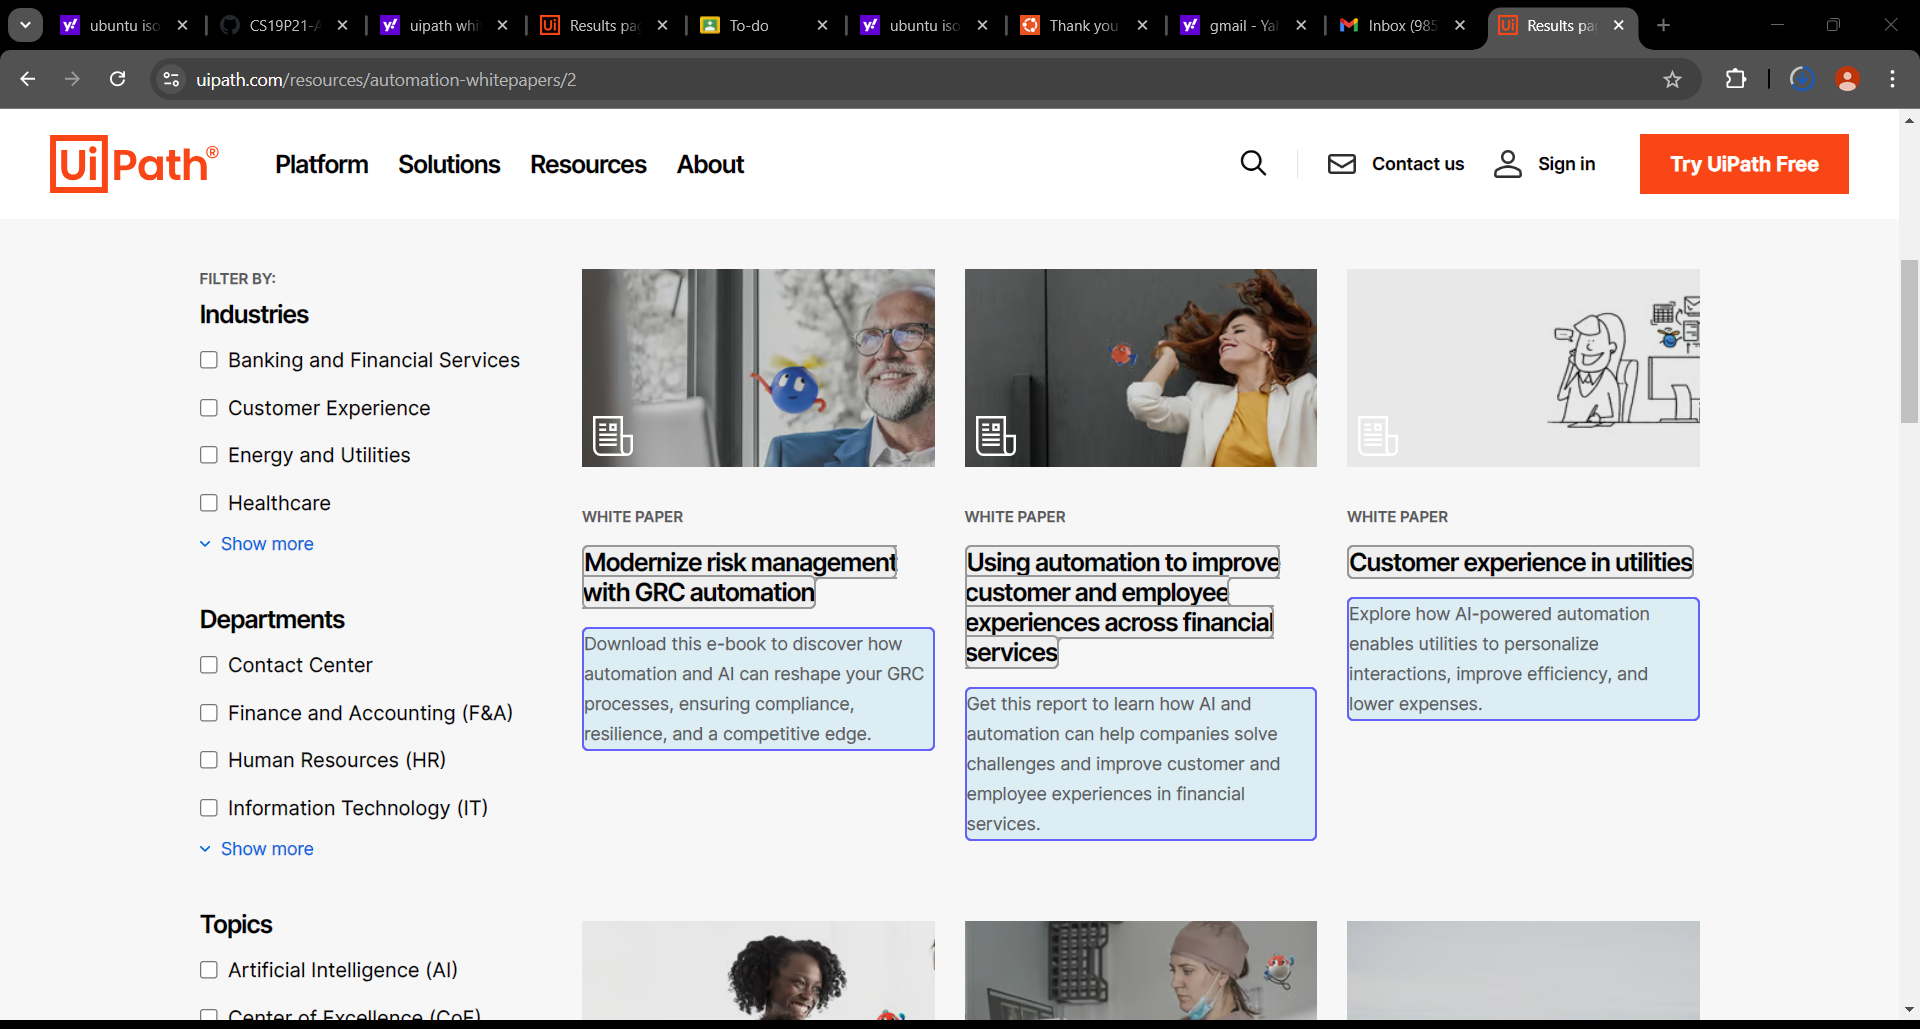 ubuntu iso
CS19P21-A
uipath whi
Results pa
To-do
ubuntu iso
Thank you
gmail - Ya
Inbox (985
Results pa
uipath.com/resources/automation-whitepapers/2
UiPath®
Platform
Solutions
Resources
About
Contact us
Sign in
Try UiPath Free
FILTER BY:
Industries
Banking and Financial Services
Customer Experience
Energy and Utilities
Healthcare
Show more
Departments
Contact Center
Finance and Accounting (F&A)
Human Resources (HR)
Information Technology (IT)
Show more
Topics
Artificial Intelligence (AI)
Center of Excellence (CoE)
WHITE PAPER
Modernize risk management
with GRC automation
Download this e-book to discover how
automation and AI can reshape your GRC
processes, ensuring compliance,
resilience, and a competitive edge.
WHITE PAPER
Using automation to improve
customer and employee
experiences across financial
services
Get this report to learn how AI and
automation can help companies solve
challenges and improve customer and
employee experiences in financial
services.
WHITE PAPER
Customer experience in utilities
Explore how AI-powered automation
enables utilities to personalize
interactions, improve efficiency, and
lower expenses.